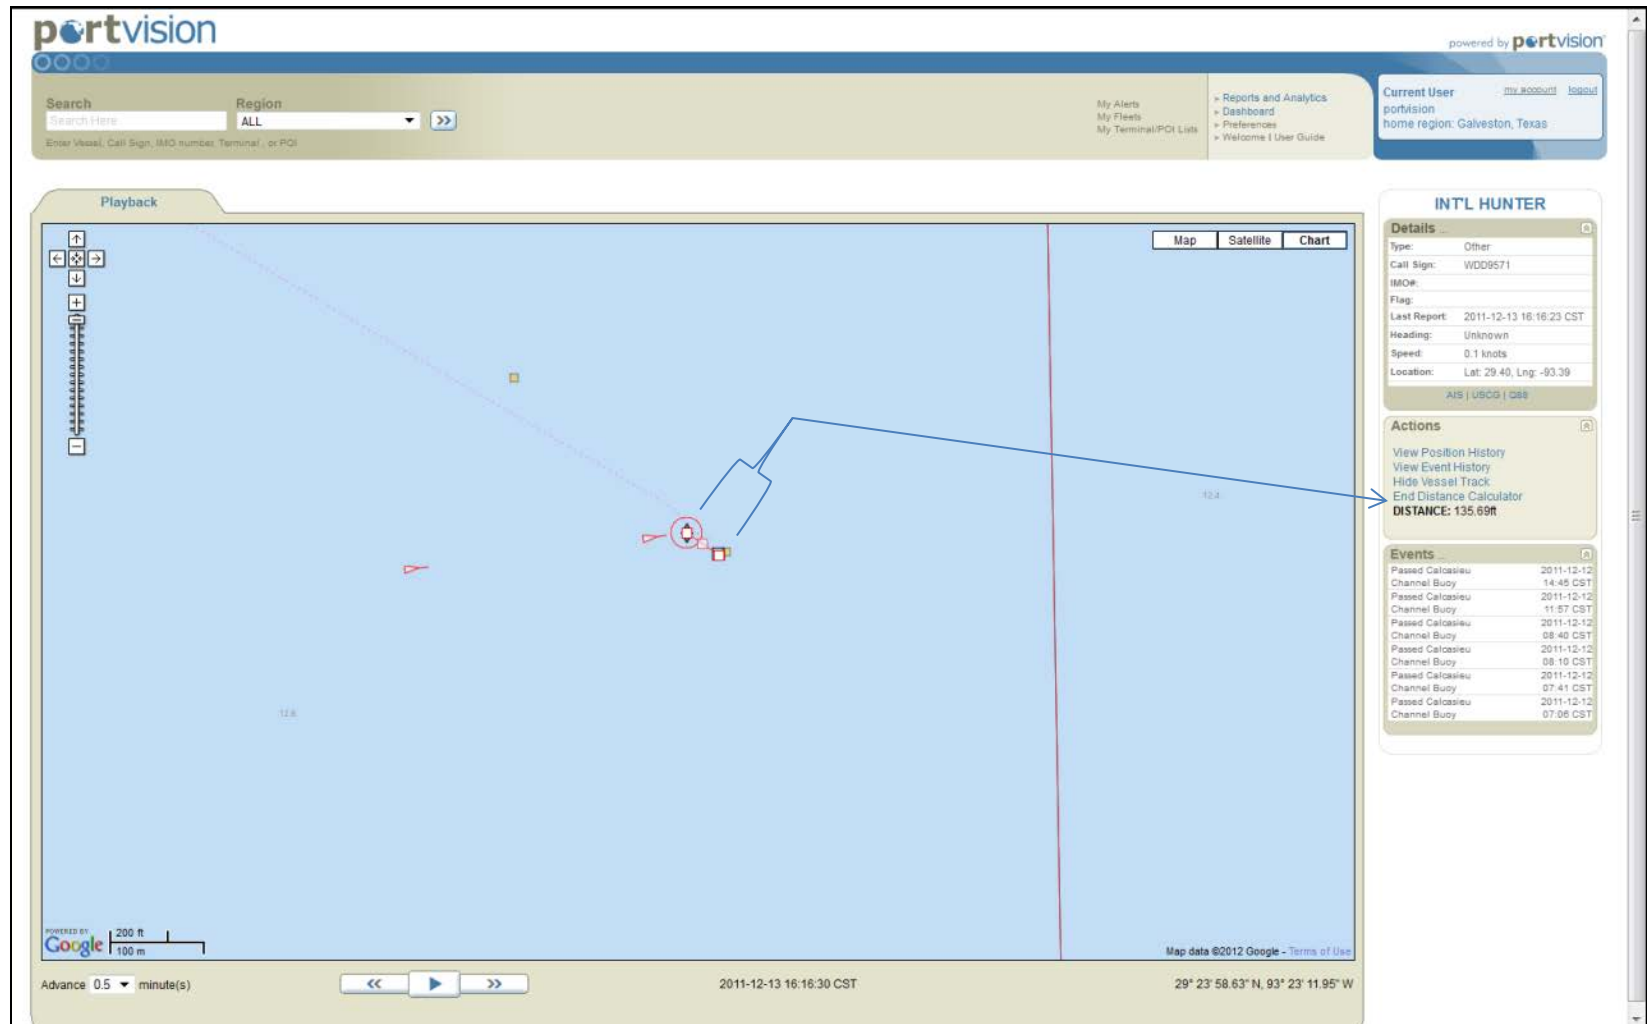 portvision
powered by portvision
Search
Region
Search Here
ALL
Enter Vessel, Call Sign, IMO number, Terminal, or POI
My Alerts
My Fleets
My Terminal/POI Lists
» Reports and Analytics
» Dashboard
» Preferences
» Welcome | User Guide
Current User
my account
logout
portvision
home region: Galveston, Texas
Playback
Map
Satellite
Chart
12.4
12.6
POWERED BY
Google
200 ft
100 m
Map data ©2012 Google - Terms of Use
Advance 0.5 minute(s)
2011-12-13 16:16:30 CST
29° 23' 58.63" N, 93° 23' 11.95" W
INT'L HUNTER
Details ...
Type: Other
Call Sign: WDD9571
IMO#:
Flag:
Last Report: 2011-12-13 16:16:23 CST
Heading: Unknown
Speed: 0.1 knots
Location: Lat: 29.40, Lng: -93.39
AIS | USCG | Q88
Actions
View Position History
View Event History
Hide Vessel Track
End Distance Calculator
DISTANCE: 135.69ft
Events ...
Passed Calcasieu 2011-12-12
Channel Buoy 14:45 CST
Passed Calcasieu 2011-12-12
Channel Buoy 11:57 CST
Passed Calcasieu 2011-12-12
Channel Buoy 08:40 CST
Passed Calcasieu 2011-12-12
Channel Buoy 08:10 CST
Passed Calcasieu 2011-12-12
Channel Buoy 07:41 CST
Passed Calcasieu 2011-12-12
Channel Buoy 07:06 CST